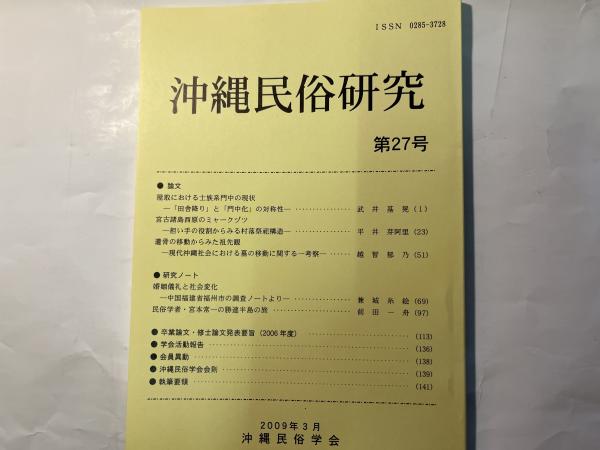 ISSN 0285-3728
沖縄民俗研究
第27号
● 論文
屋取における士族系門中の現状
―「田舎降り」と「門中化」の対称性― ………………… 武井基晃(1)
宮古諸島西原のミャークヅツ
―担い手の役割からみる村落祭祀構造― ………………… 平井芽阿里(23)
遺骨の移動からみた祖先観
―現代沖縄社会における墓の移動に関する一考察― ……… 越智郁乃(51)
● 研究ノート
婚姻儀礼と社会変化
―中国福建省福州市の調査ノートより― ………………… 兼城糸絵(69)
民俗学者・宮本常一の勝連半島の旅 ………………… 前田一舟(97)
● 卒業論文・修士論文発表要旨(2006年度) ………………… (113)
● 学会活動報告 ………………… (136)
● 会員異動 ………………… (138)
● 沖縄民俗学会会則 ………………… (139)
● 執筆要領 ………………… (141)
2009年3月
沖縄民俗学会